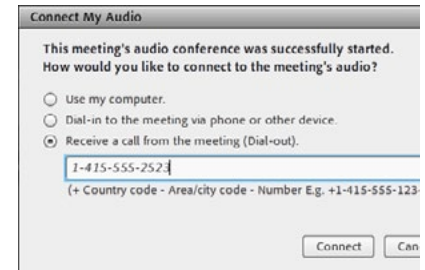 Connect My Audio
This meeting's audio conference was successfully started.
How would you like to connect to the meeting's audio?
Use my computer.
Dial-in to the meeting via phone or other device.
Receive a call from the meeting (Dial-out).
1-415-555-2523
(+ Country code - Area/city code - Number E.g. +1-415-555-123-
Connect
Can